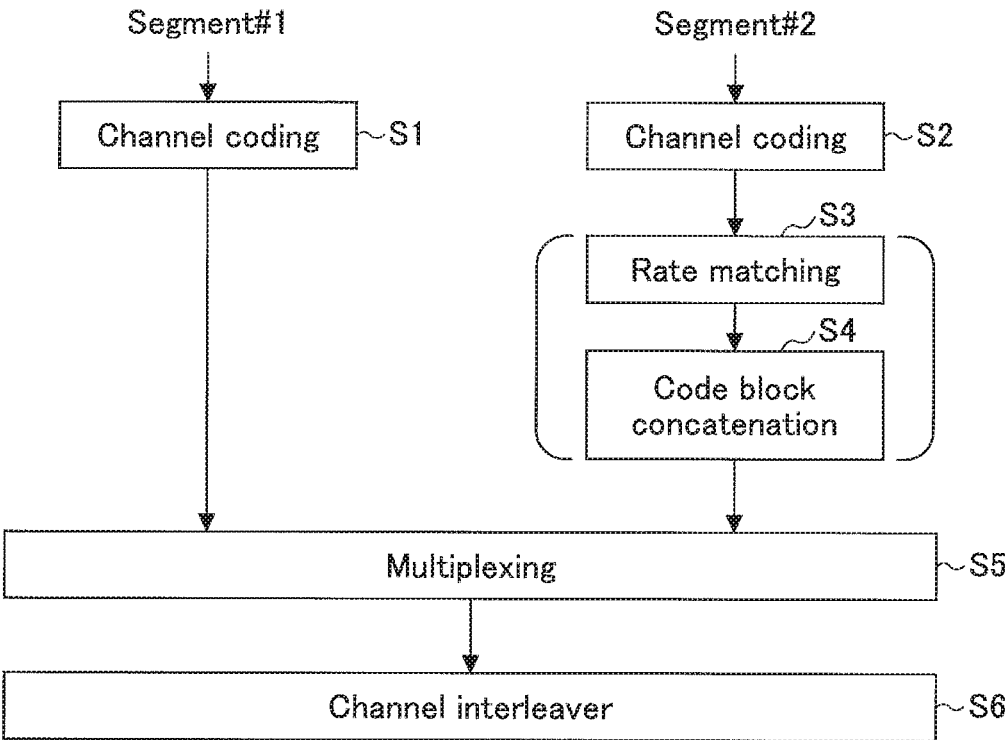 Segment#1
Segment#2
Channel coding
S1
Channel coding
S2
S3
Rate matching
S4
Code block
concatenation
Multiplexing
S5
Channel interleaver
S6